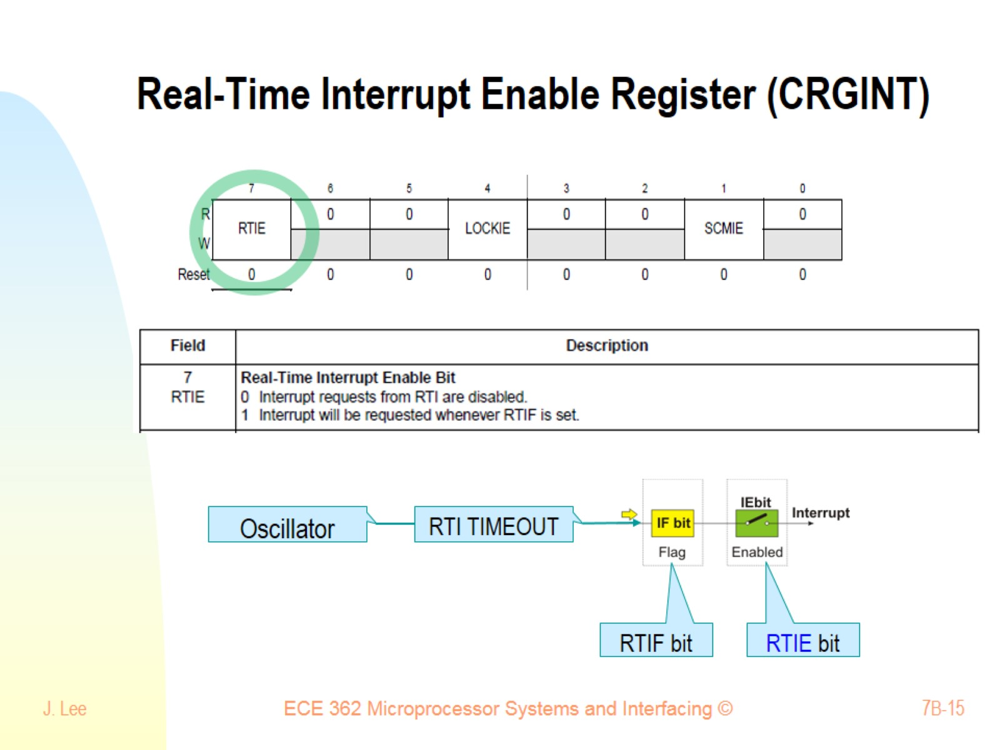 Real-Time Interrupt Enable Register (CRGINT)
7 6 5 4 3 2 1 0
R 0 0 0 0 0
RTIE LOCKIE SCMIE
W
Reset 0 0 0 0 0 0 0 0
Field Description
7 Real-Time Interrupt Enable Bit
RTIE 0 Interrupt requests from RTI are disabled.
1 Interrupt will be requested whenever RTIF is set.
Oscillator RTI TIMEOUT IF bit IEbit Interrupt
Flag Enabled
RTIF bit RTIE bit
J. Lee ECE 362 Microprocessor Systems and Interfacing © 7B-15